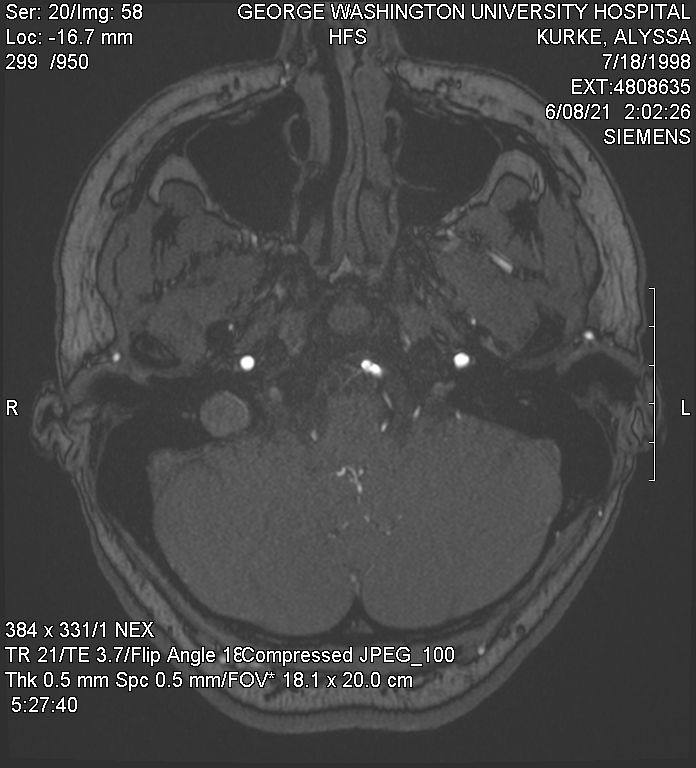 Ser: 20/Img: 58
Loc: -16.7 mm
299 /950
HFS
GEORGE WASHINGTON UNIVERSITY HOSPITAL
KURKE, ALYSSA
7/18/1998
EXT:4808635
6/08/21 2:02:26
SIEMENS
R
L
384 x 331/1 NEX
TR 21/TE 3.7/Flip Angle 18Compressed JPEG_100
Thk 0.5 mm Spc 0.5 mm/FOV* 18.1 x 20.0 cm
5:27:40